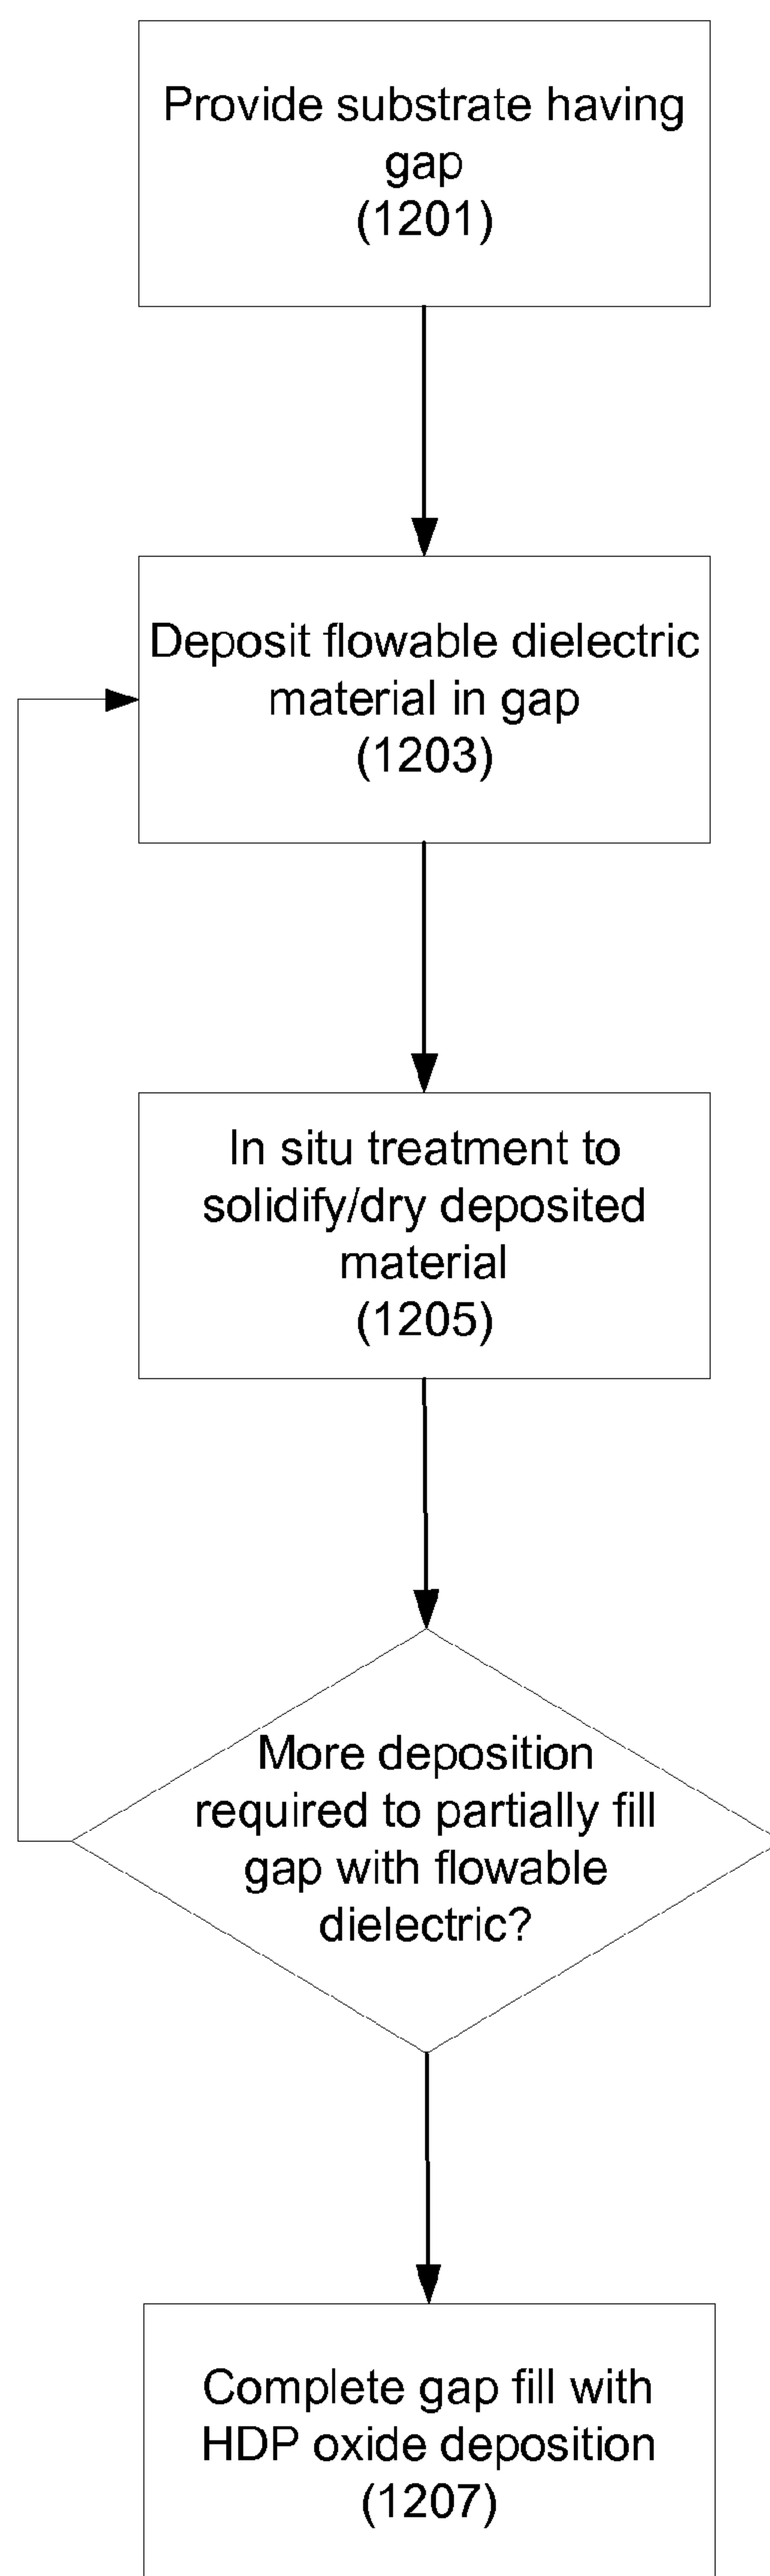 Provide substrate having
gap
(1201)
Deposit flowable dielectric
material in gap
(1203)
In situ treatment to
solidify/dry deposited
material
(1205)
More deposition
required to partially fill
gap with flowable
dielectric?
Complete gap fill with
HDP oxide deposition
(1207)